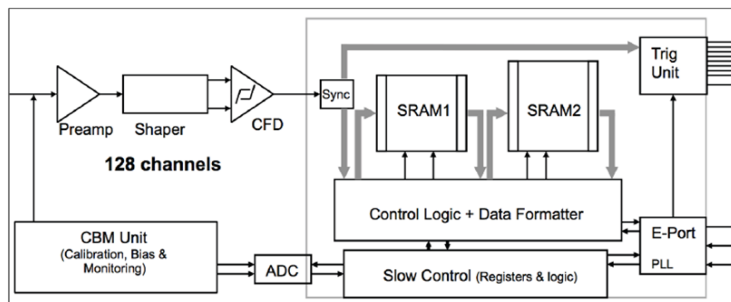 Trig
Unit
Sync
SRAM1
SRAM2
Preamp
Shaper
CFD
128 channels
Control Logic + Data Formatter
CBM Unit
(Calibration, Bias &
Monitoring)
ADC
Slow Control (Registers & logic)
E-Port
PLL